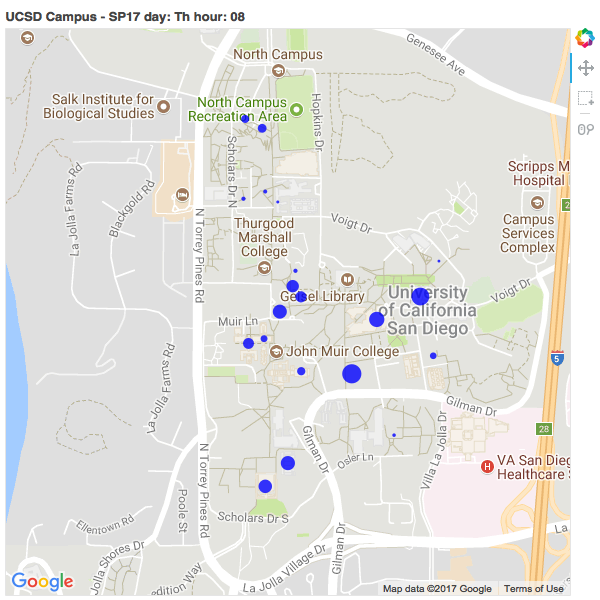 UCSD Campus - SP17 day: Th hour: 08
Genesee Ave
North Campus
Salk Institute for
Biological Studies
North Campus
Recreation Area
Hopkins Dr
Scholars Dr N
Scripps M
Hospital
La Jolla Farms Rd
Blackgold Rd
2
N Torrey Pines Rd
Voigt Dr
Campus
Services
Complex
Thurgood
Marshall
College
Voigt Dr
Geisel Library
University
of California
San Diego
Muir Ln
John Muir College
5
La Jolla Farms Rd
Gilman Dr
Gilman Dr
Villa La Jolla Dr
28
N Torrey Pines Rd
Osler Ln
H
VA San Dieg
Healthcare S
Poole St
Ellentown Rd
Scholars Dr S
Gilman Dr
La
La Jolla Shores Dr
La Jolla Village Dr
edition Way
Google
Map data ©2017 Google
Terms of Use